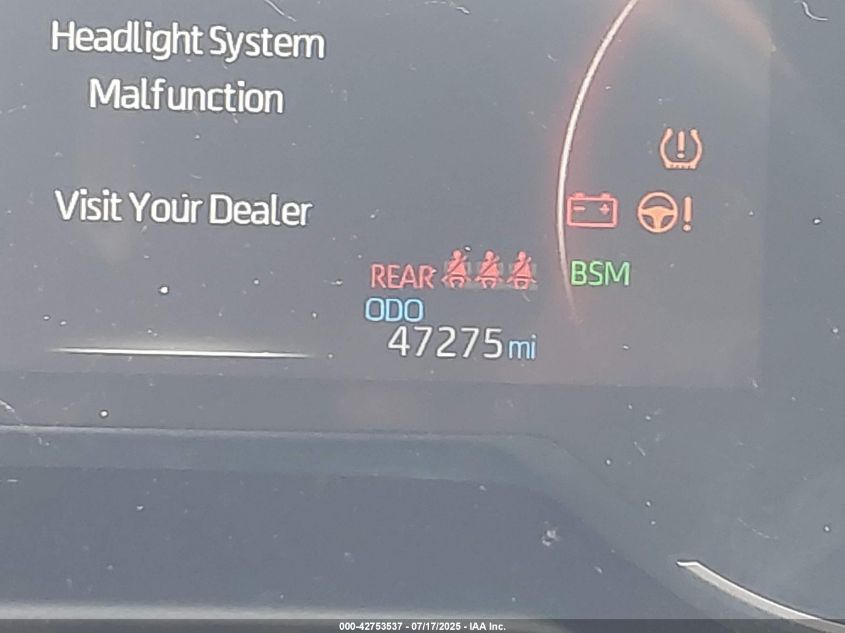 Headlight System
Malfunction
Visit Your Dealer
REAR BSM
ODO
47275 mi
000-42753537 - 07/17/2025 - IAA Inc.